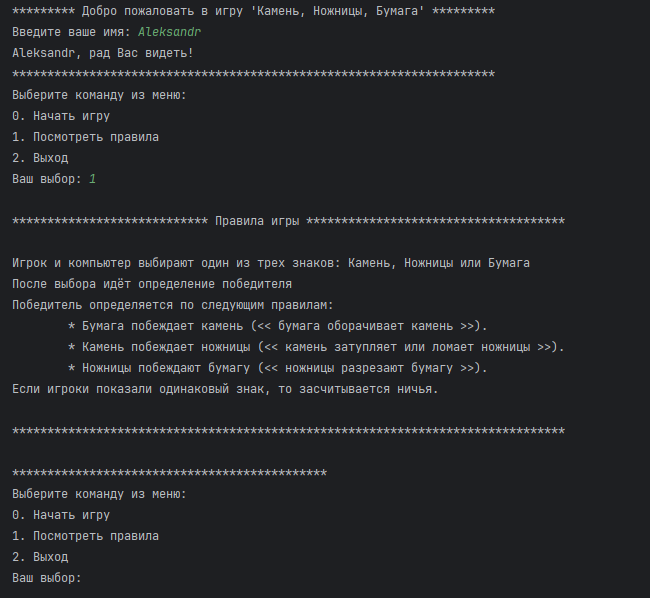 ********* Добро пожаловать в игру 'Камень, Ножницы, Бумага' *********
Введите ваше имя: Aleksandr
Aleksandr, рад Вас видеть!
*********************************************************************
Выберите команду из меню:
0. Начать игру
1. Посмотреть правила
2. Выход
Ваш выбор: 1
**************************** Правила игры *************************************
Игрок и компьютер выбирают один из трех знаков: Камень, Ножницы или Бумага
После выбора идёт определение победителя
Победитель определяется по следующим правилам:
* Бумага побеждает камень (<< бумага оборачивает камень >>).
* Камень побеждает ножницы (<< камень затупляет или ломает ножницы >>).
* Ножницы побеждают бумагу (<< ножницы разрезают бумагу >>).
Если игроки показали одинаковый знак, то засчитывается ничья.
*******************************************************************************
*********************************************
Выберите команду из меню:
0. Начать игру
1. Посмотреть правила
2. Выход
Ваш выбор: